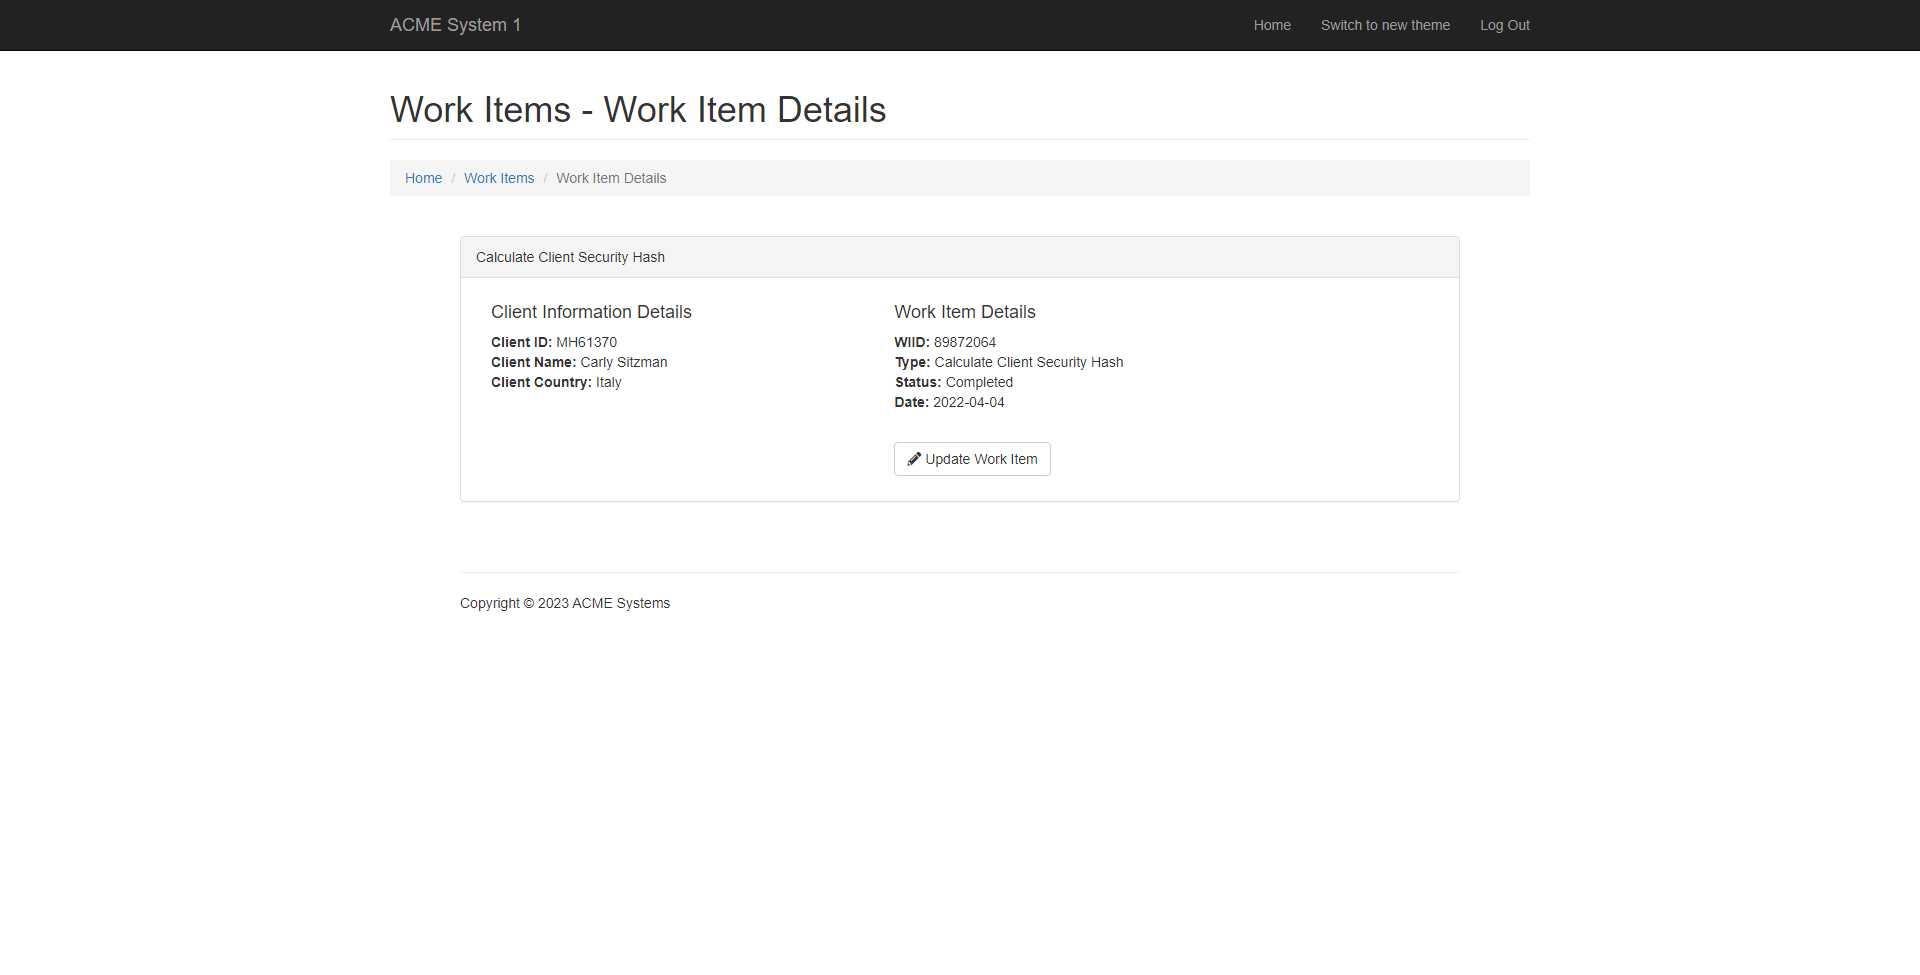 ACME System 1
Home
Switch to new theme
Log Out
Work Items - Work Item Details
Home / Work Items / Work Item Details
Calculate Client Security Hash
Client Information Details
Client ID: MH61370
Client Name: Carly Sitzman
Client Country: Italy
Work Item Details
WIID: 89872064
Type: Calculate Client Security Hash
Status: Completed
Date: 2022-04-04
Update Work Item
Copyright © 2023 ACME Systems